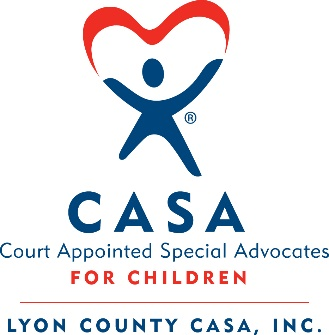 ®
CASA
Court Appointed Special Advocates
FOR CHILDREN
LYON COUNTY CASA, INC.